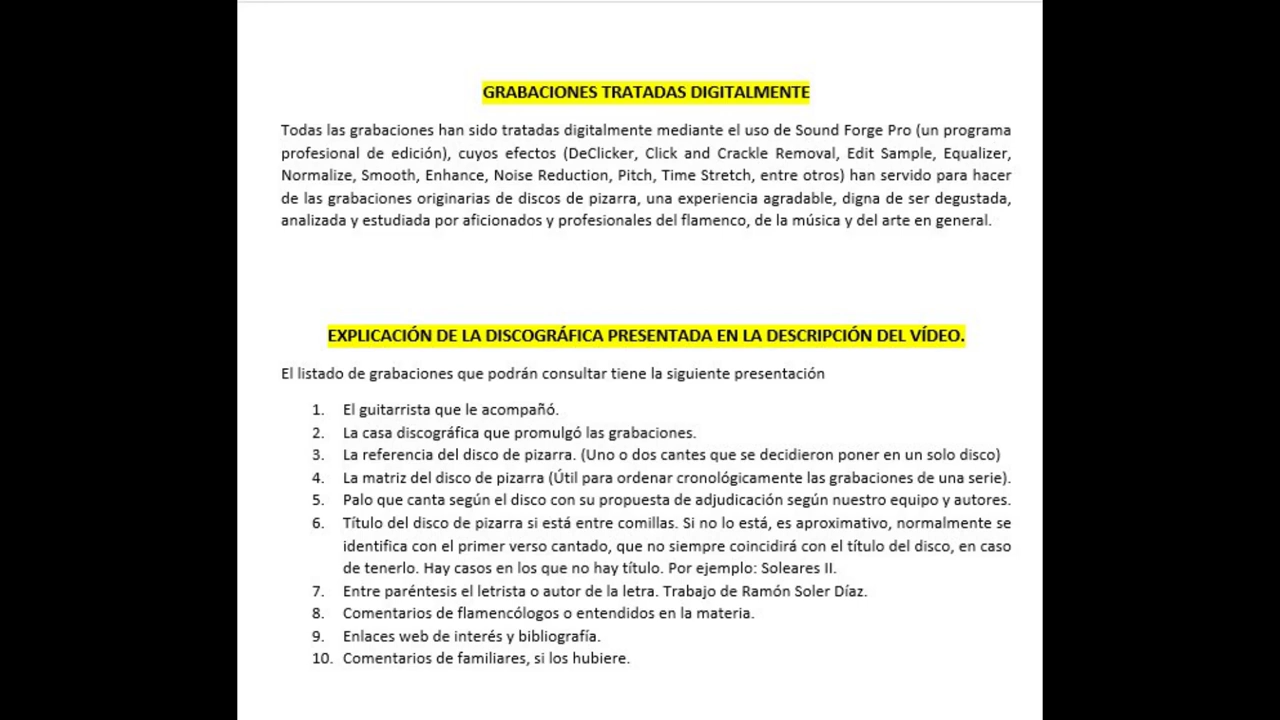 GRABACIONES TRATADAS DIGITALMENTE
Todas las grabaciones han sido tratadas digitalmente mediante el uso de Sound Forge Pro (un programa
profesional de edición), cuyos efectos (DeClicker, Click and Crackle Removal, Edit Sample, Equalizer,
Normalize, Smooth, Enhance, Noise Reduction, Pitch, Time Stretch, entre otros) han servido para hacer
de las grabaciones originarias de discos de pizarra, una experiencia agradable, digna de ser degustada,
analizada y estudiada por aficionados y profesionales del flamenco, de la música y del arte en general.
EXPLICACIÓN DE LA DISCOGRÁFICA PRESENTADA EN LA DESCRIPCIÓN DEL VÍDEO.
El listado de grabaciones que podrán consultar tiene la siguiente presentación
1. El guitarrista que le acompañó.
2. La casa discográfica que promulgó las grabaciones.
3. La referencia del disco de pizarra. (Uno o dos cantes que se decidieron poner en un solo disco)
4. La matriz del disco de pizarra (Útil para ordenar cronológicamente las grabaciones de una serie).
5. Palo que canta según el disco con su propuesta de adjudicación según nuestro equipo y autores.
6. Título del disco de pizarra si está entre comillas. Si no lo está, es aproximativo, normalmente se
identifica con el primer verso cantado, que no siempre coincidirá con el título del disco, en caso
de tenerlo. Hay casos en los que no hay título. Por ejemplo: Soleares II.
7. Entre paréntesis el letrista o autor de la letra. Trabajo de Ramón Soler Díaz.
8. Comentarios de flamencólogos o entendidos en la materia.
9. Enlaces web de interés y bibliografía.
10. Comentarios de familiares, si los hubiere.